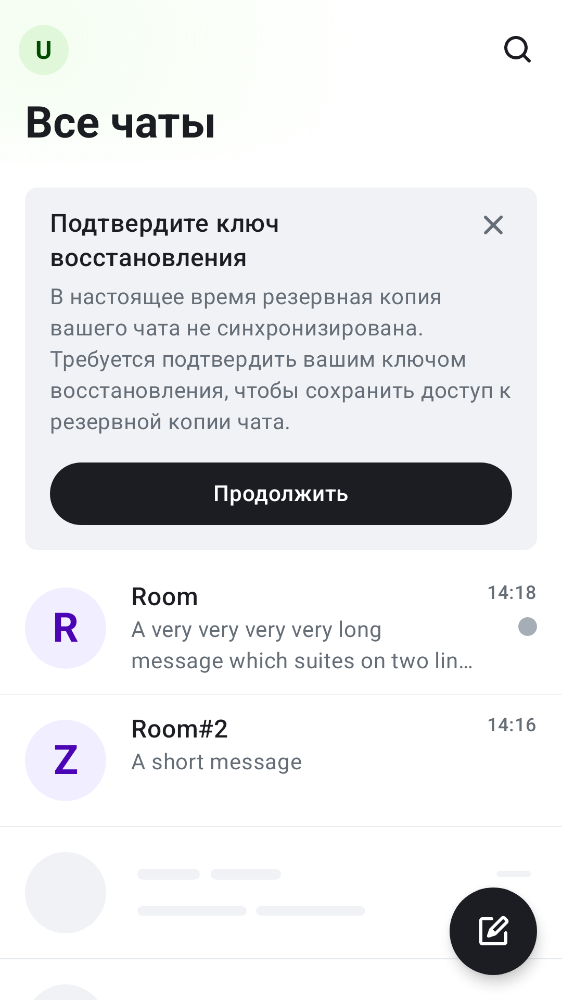 U
Все чаты
Подтвердите ключ
восстановления
В настоящее время резервная копия
вашего чата не синхронизирована.
Требуется подтвердить вашим ключом
восстановления, чтобы сохранить доступ к
резервной копии чата.
Продолжить
R
Room
14:18
A very very very very long
message which suites on two lin…
Z
Room#2
14:16
A short message